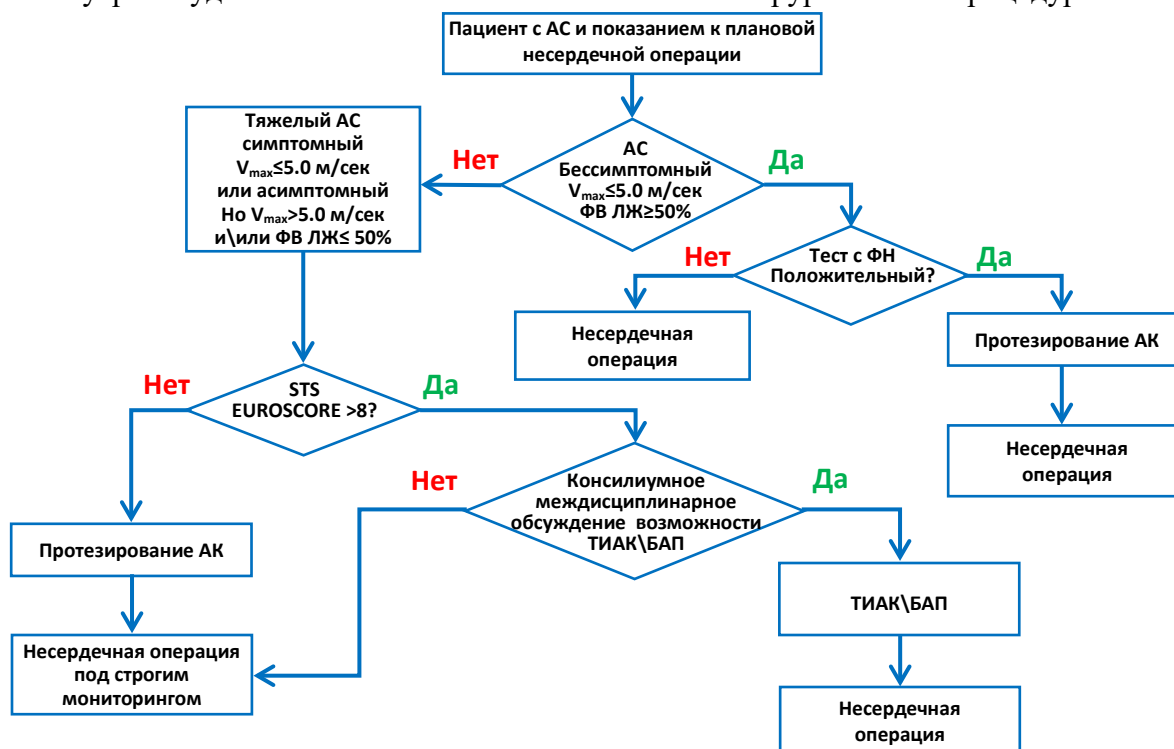 Пациент с АС и показанием к плановой
несердечной операции
Тяжелый АС
симптомный
Vmax≤5.0 м/сек
или асимптомный
Но Vmax>5.0 м/сек
и\или ФВ ЛЖ≤ 50%
Нет
АС
Бессимптомный
Vmax≤5.0 м/сек
ФВ ЛЖ≥50%
Да
Нет
Тест с ФН
Положительный?
Да
Несердечная
операция
Протезирование АК
Несердечная
операция
Нет
STS
EUROSCORE >8?
Да
Нет
Консилиумное
междисциплинарное
обсуждение возможности
ТИАК\БАП
Да
Протезирование АК
ТИАК\БАП
Несердечная операция
под строгим
мониторингом
Несердечная
операция